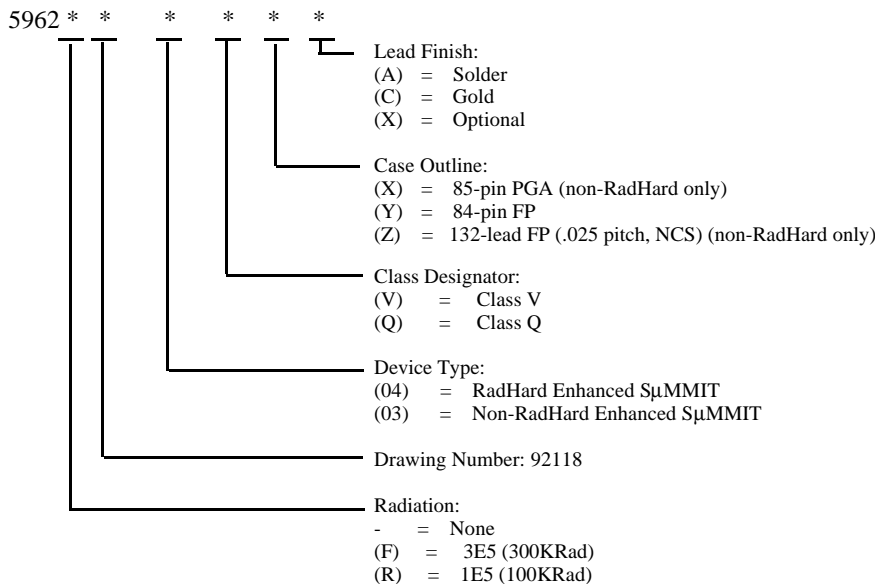 5962 * * * * * *
Lead Finish:
(A) = Solder
(C) = Gold
(X) = Optional
Case Outline:
(X) = 85-pin PGA (non-RadHard only)
(Y) = 84-pin FP
(Z) = 132-lead FP (.025 pitch, NCS) (non-RadHard only)
Class Designator:
(V) = Class V
(Q) = Class Q
Device Type:
(04) = RadHard Enhanced SμMMIT
(03) = Non-RadHard Enhanced SμMMIT
Drawing Number: 92118
Radiation:
- = None
(F) = 3E5 (300KRad)
(R) = 1E5 (100KRad)